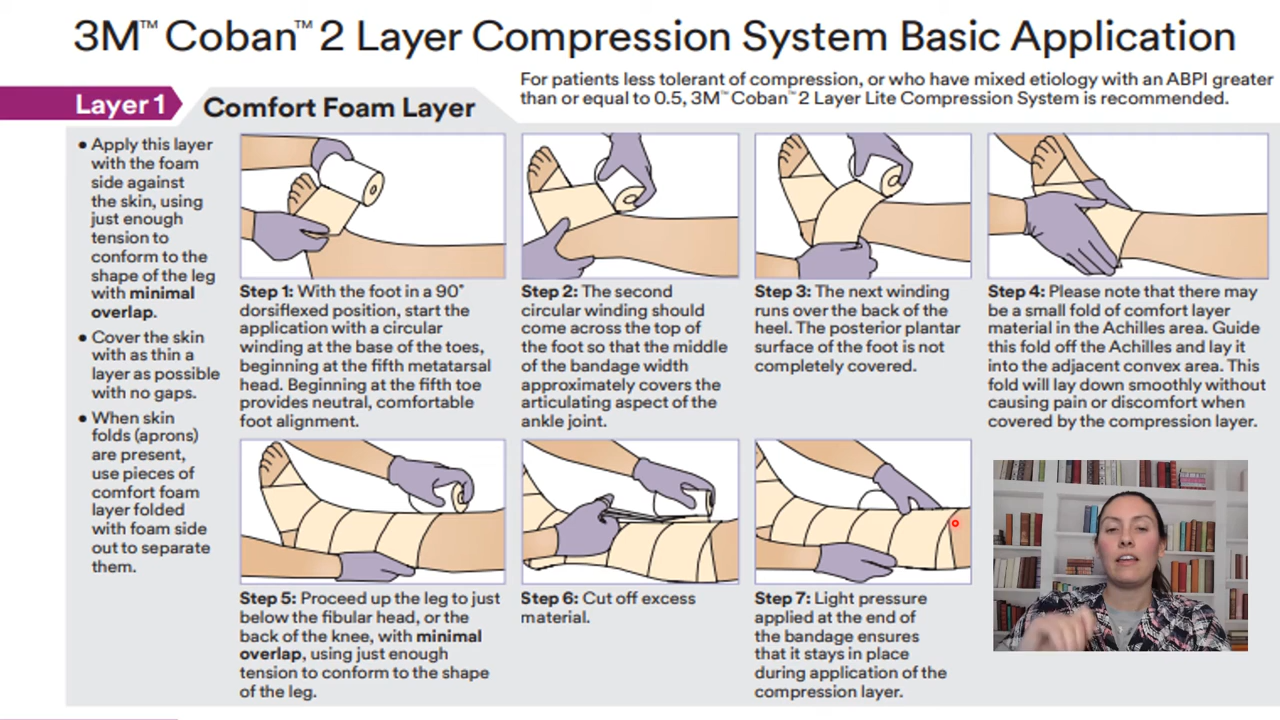 3M™ Coban™ 2 Layer Compression System Basic Application
For patients less tolerant of compression, or who have mixed etiology with an ABPI greater
than or equal to 0.5, 3M™ Coban™ 2 Layer Lite Compression System is recommended.
Layer 1
Comfort Foam Layer
• Apply this layer
with the foam
side against
the skin, using
just enough
tension to
conform to the
shape of the leg
with minimal
overlap.
• Cover the skin
with as thin a
layer as possible
with no gaps.
• When skin
folds (aprons)
are present,
use pieces of
comfort foam
layer folded
with foam side
out to separate
them.
Step 1: With the foot in a 90°
dorsiflexed position, start the
application with a circular
winding at the base of the toes,
beginning at the fifth metatarsal
head. Beginning at the fifth toe
provides neutral, comfortable
foot alignment.
Step 2: The second
circular winding should
come across the top of
the foot so that the middle
of the bandage width
approximately covers the
articulating aspect of the
ankle joint.
Step 3: The next winding
runs over the back of the
heel. The posterior plantar
surface of the foot is not
completely covered.
Step 4: Please note that there may
be a small fold of comfort layer
material in the Achilles area. Guide
this fold off the Achilles and lay it
into the adjacent convex area. This
fold will lay down smoothly without
causing pain or discomfort when
covered by the compression layer.
Step 5: Proceed up the leg to just
below the fibular head, or the
back of the knee, with minimal
overlap, using just enough
tension to conform to the shape
of the leg.
Step 6: Cut off excess
material.
Step 7: Light pressure
applied at the end of
the bandage ensures
that it stays in place
during application of the
compression layer.